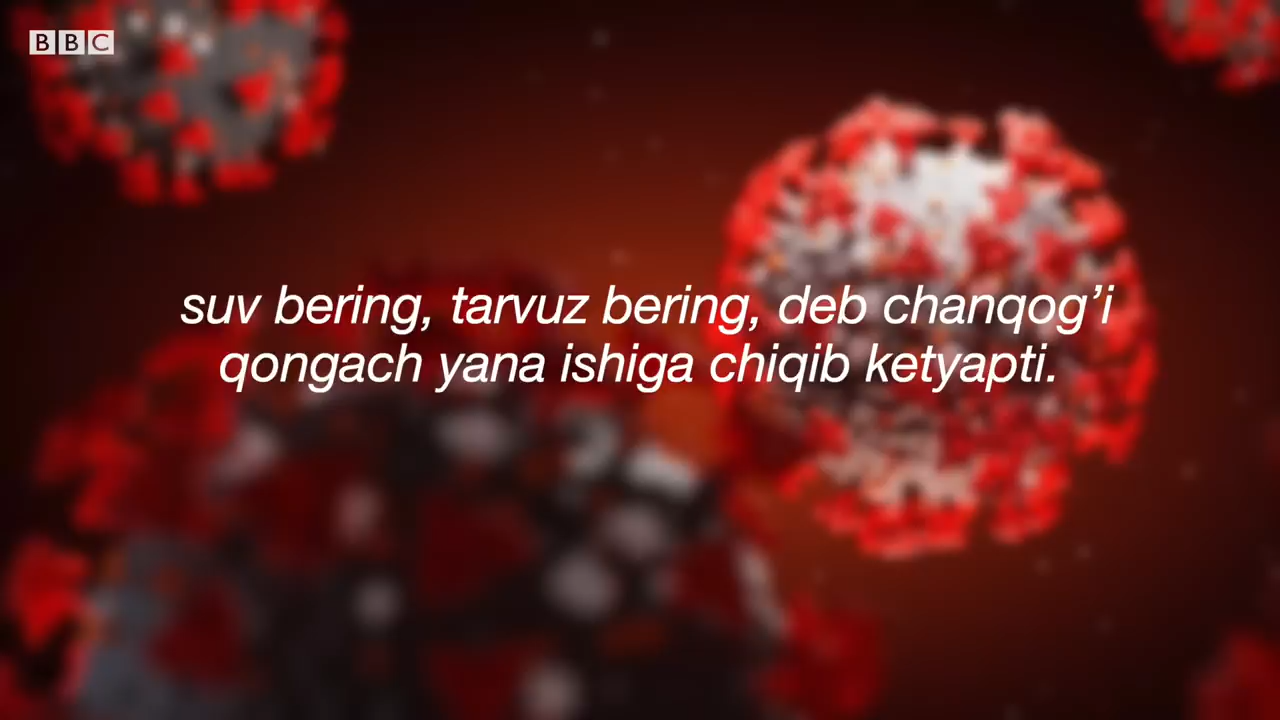 BBC
suv bering, tarvuz bering, deb chanqog’i
qongach yana ishiga chiqib ketyapti.